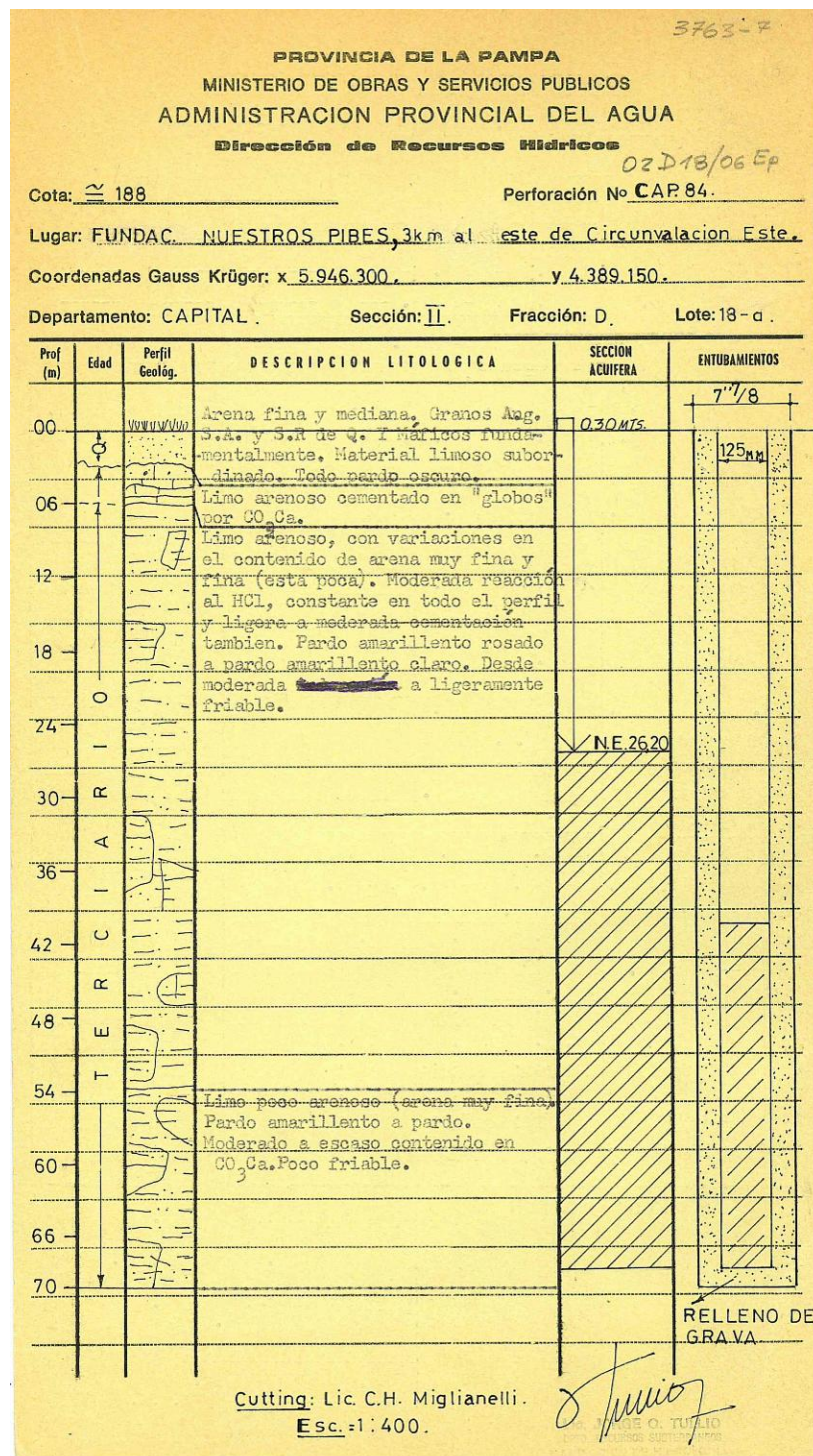 3763-7
PROVINCIA DE LA PAMPA
MINISTERIO DE OBRAS Y SERVICIOS PUBLICOS
ADMINISTRACION PROVINCIAL DEL AGUA
Dirección de Recursos Hídricos
02D18/06 Ep
Cota: ≅ 188 Perforación Nº CAP. 84.
Lugar: FUNDAC. NUESTROS PIBES, 3km al este de Circunvalacion Este.
Coordenadas Gauss Krüger: x 5.946.300. y 4.389.150.
Departamento: CAPITAL. Sección: II. Fracción: D. Lote: 18-a.
Prof (m) Edad Perfil Geológ. DESCRIPCION LITOLOGICA SECCION ACUIFERA ENTUBAMIENTOS
7"7/8
00
0.30 MTS.
125 MM
Q
Arena fina y mediana. Granos Ang.
S.A. y S.R de Q. Y Máficos funda-
mentalmente. Material limoso subor-
dinado. Todo pardo oscuro.
06
Limo arenoso cementado en "globos"
por CO3Ca.
Limo arenoso, con variaciones en
el contenido de arena muy fina y
fina (esta poca). Moderada reacción
al HCl, constante en todo el perfil
y ligera a moderada cementación
tambien. Pardo amarillento rosado
a pardo amarillento claro. Desde
moderada a ligeramente
friable.
12
18
24
N.E.26,20
30
36
42
48
54
TERCIARIO
Limo poco arenoso (arena muy fina).
Pardo amarillento a pardo.
Moderado a escaso contenido en
CO3Ca.Poco friable.
60
66
70
RELLENO DE
GRAVA
Cutting: Lic. C.H. Miglianelli.
Esc.=1:400.
JORGE O. TULLIO